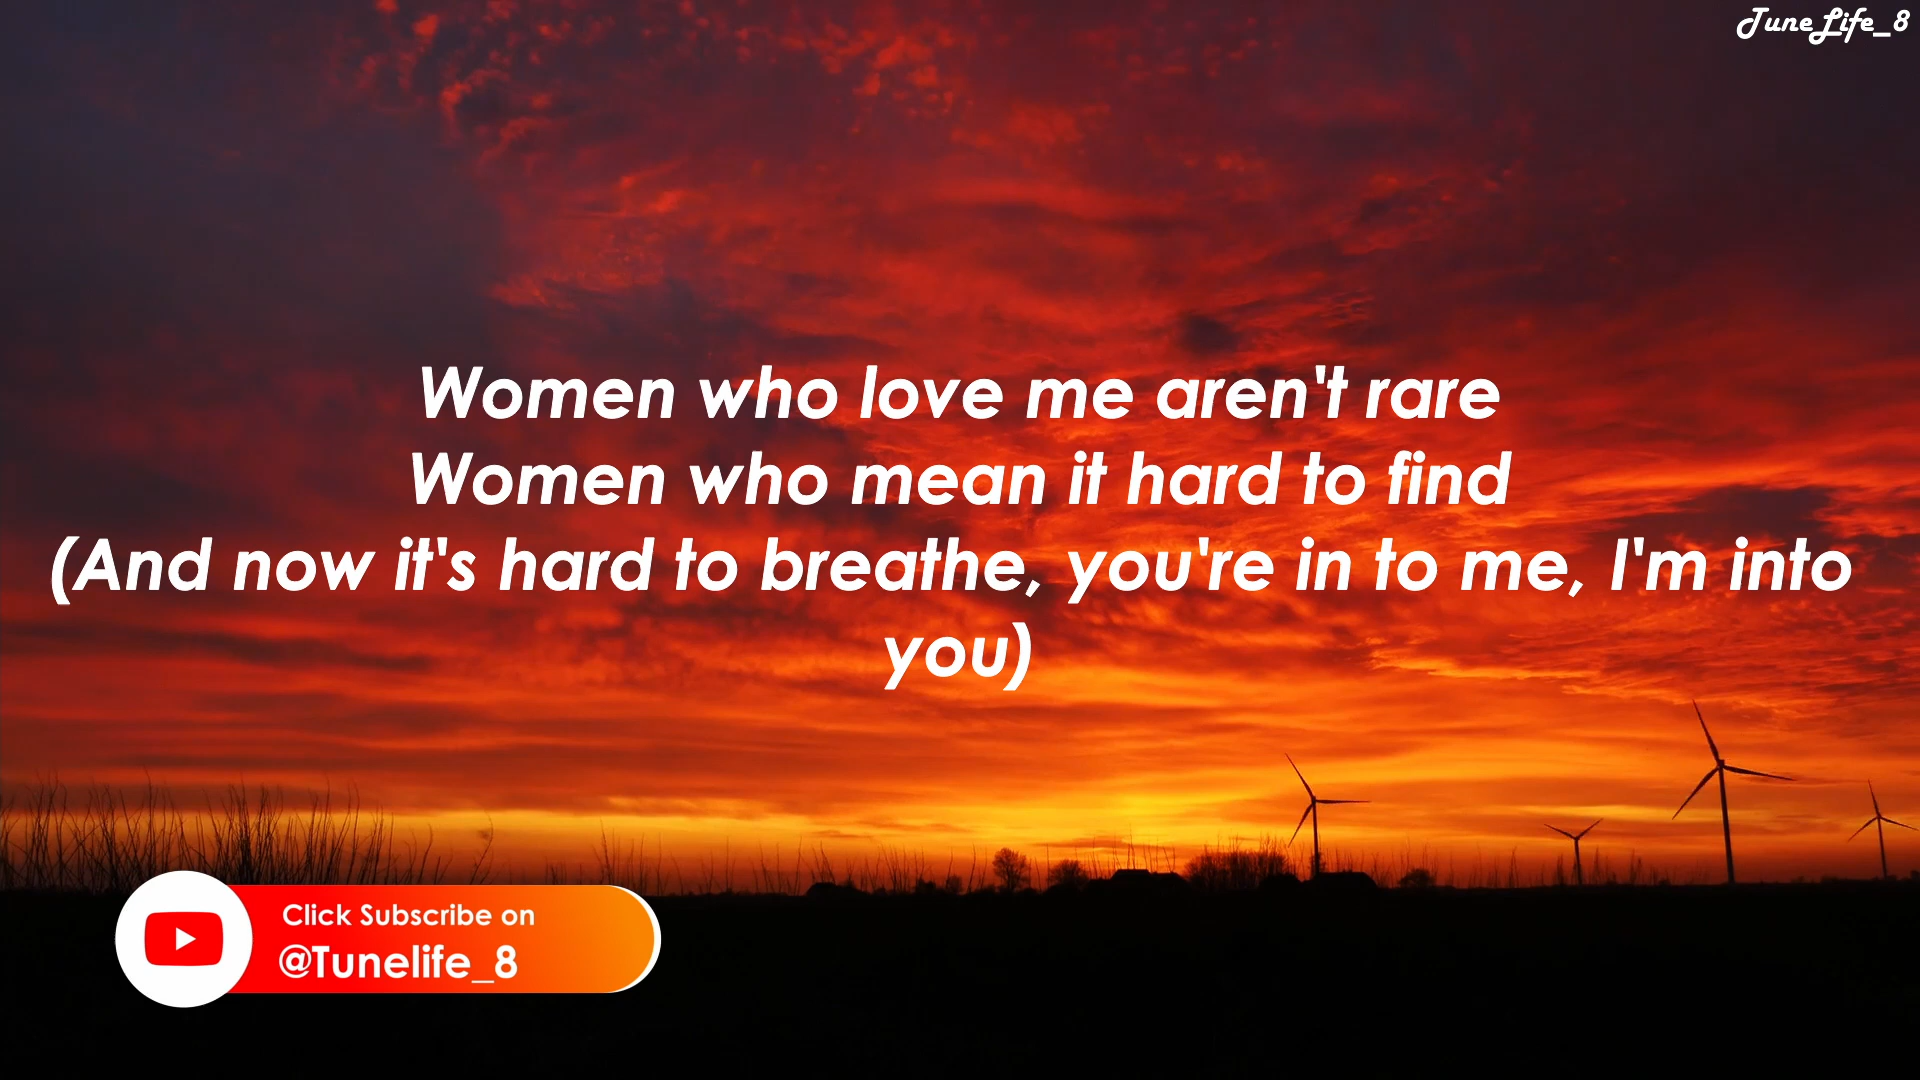 TuneLife_8
Women who love me aren't rare
Women who mean it hard to find
(And now it's hard to breathe, you're in to me, I'm into
you)
Click Subscribe on
@Tunelife_8